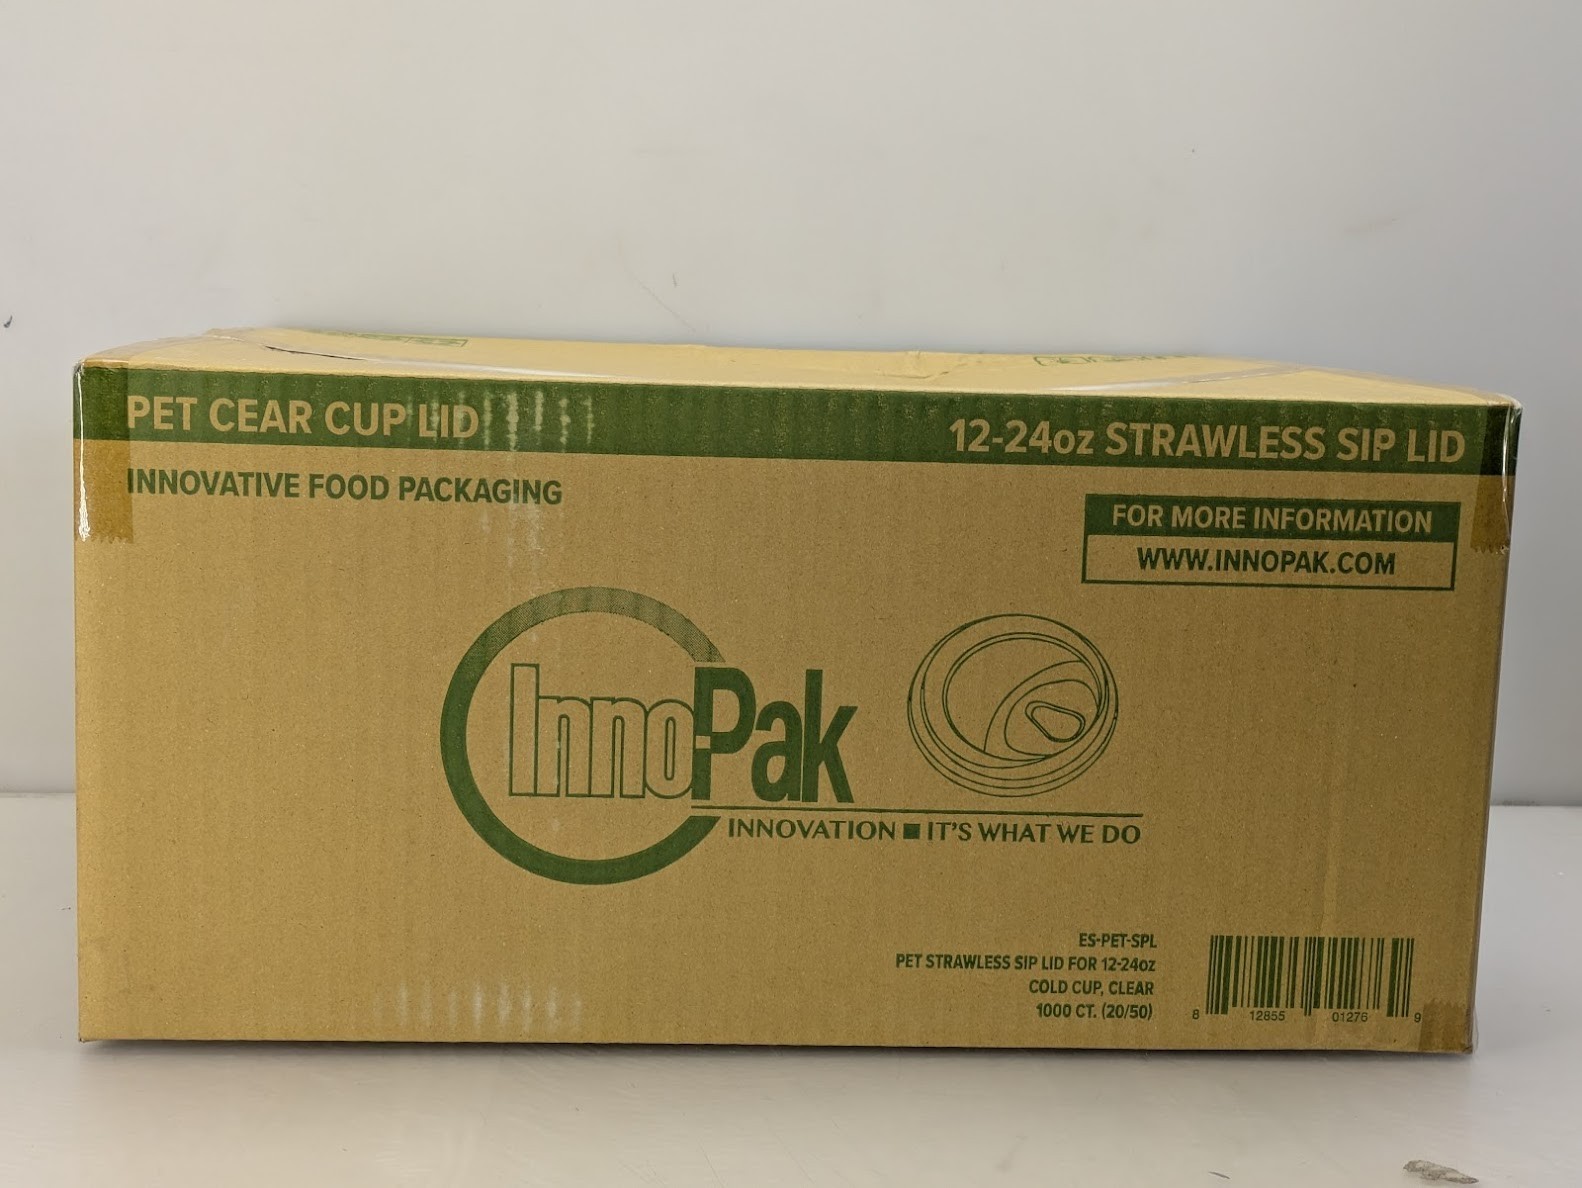 PET CEAR CUP LID
12-24oz STRAWLESS SIP LID
INNOVATIVE FOOD PACKAGING
FOR MORE INFORMATION
WWW.INNOPAK.COM
InnoPak
INNOVATION ■ IT'S WHAT WE DO
ES-PET-SPL
PET STRAWLESS SIP LID FOR 12-24oz
COLD CUP, CLEAR
1000 CT. (20/50)
8 12855 01276 9